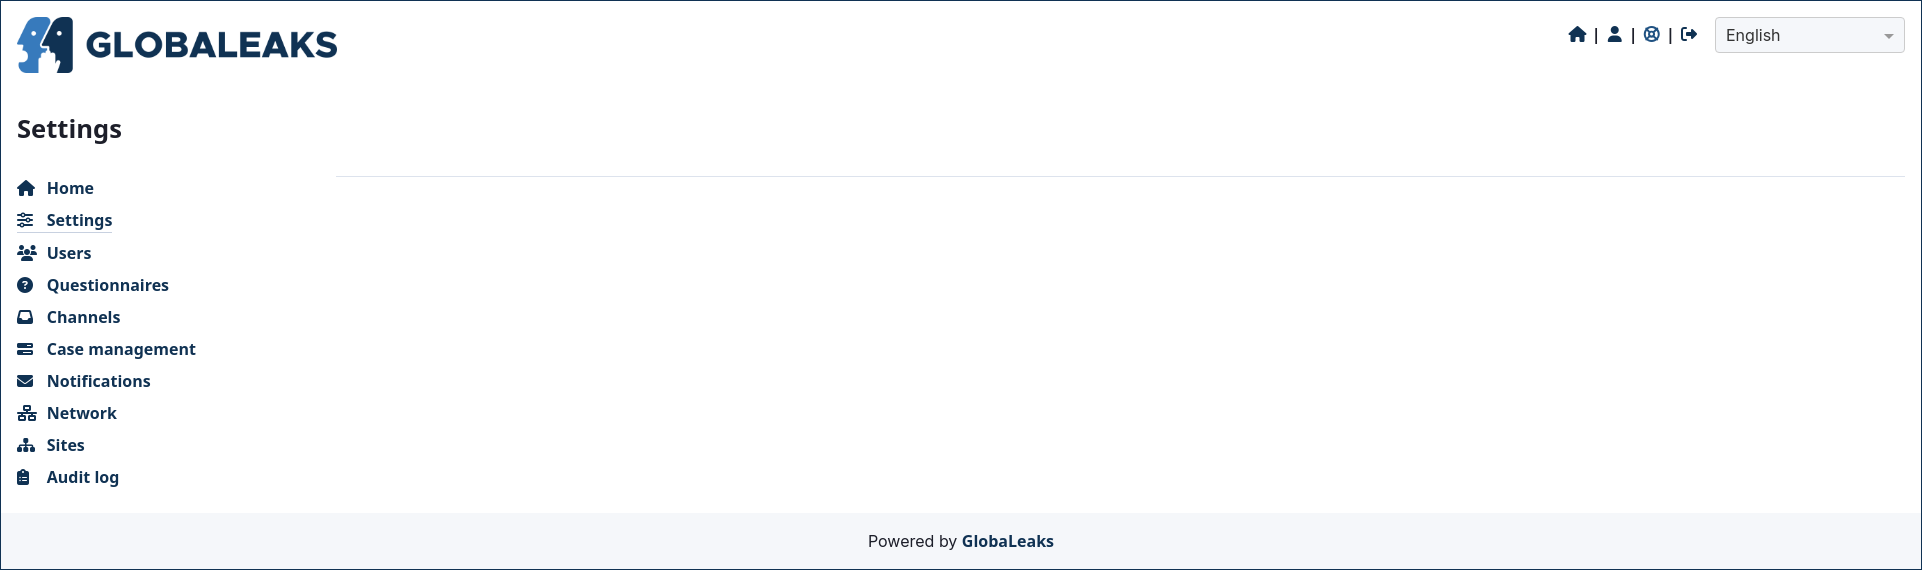 GLOBALEAKS
| | | English
Settings
Home
Settings
Users
Questionnaires
Channels
Case management
Notifications
Network
Sites
Audit log
Powered by GlobaLeaks